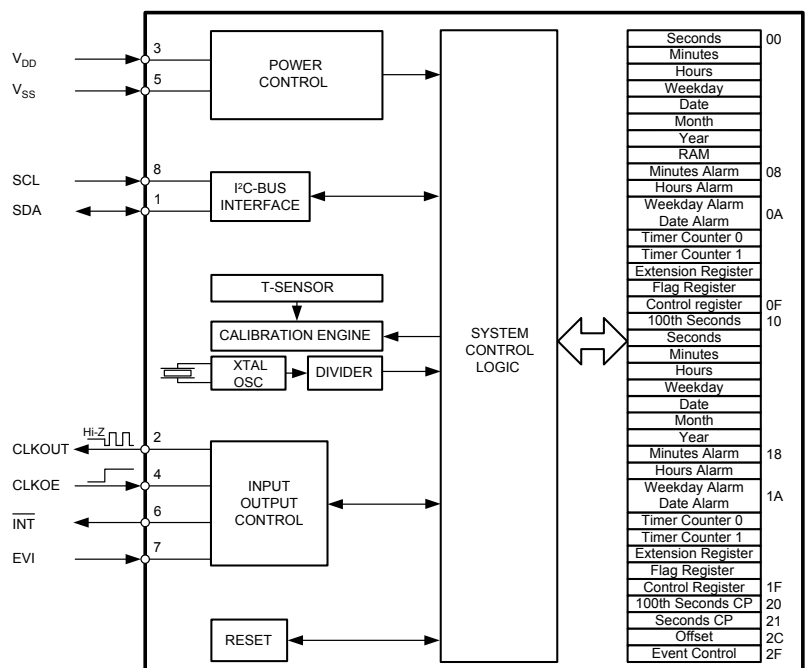 VDD
3
VSS
5
POWER
CONTROL
SCL
8
SDA
1
I²C-BUS
INTERFACE
T-SENSOR
CALIBRATION ENGINE
XTAL
OSC
DIVIDER
CLKOUT
Hi-Z
2
CLKOE
4
INT
6
EVI
7
INPUT
OUTPUT
CONTROL
RESET
SYSTEM
CONTROL
LOGIC
Seconds 00
Minutes
Hours
Weekday
Date
Month
Year
RAM
Minutes Alarm 08
Hours Alarm
Weekday Alarm
Date Alarm 0A
Timer Counter 0
Timer Counter 1
Extension Register
Flag Register
Control register 0F
100th Seconds 10
Seconds
Minutes
Hours
Weekday
Date
Month
Year
Minutes Alarm 18
Hours Alarm
Weekday Alarm
Date Alarm 1A
Timer Counter 0
Timer Counter 1
Extension Register
Flag Register
Control Register 1F
100th Seconds CP 20
Seconds CP 21
Offset 2C
Event Control 2F